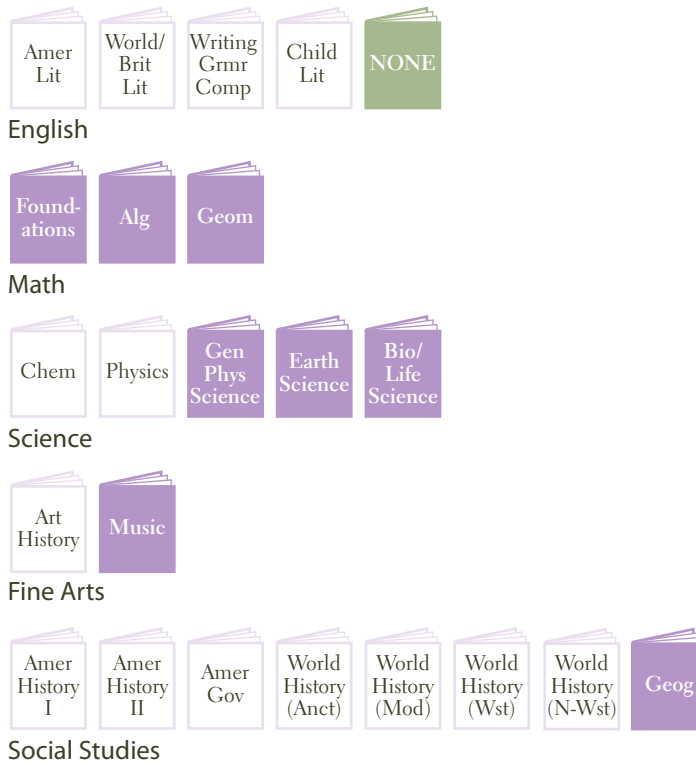 Amer
Lit
World/
Brit
Lit
Writing
Grmr
Comp
Child
Lit
NONE
English
Found-
ations
Alg
Geom
Math
Chem
Physics
Gen
Phys
Science
Earth
Science
Bio/
Life
Science
Science
Art
History
Music
Fine Arts
Amer
History
I
Amer
History
II
Amer
Gov
World
History
(Anct)
World
History
(Mod)
World
History
(Wst)
World
History
(N-Wst)
Geog
Social Studies